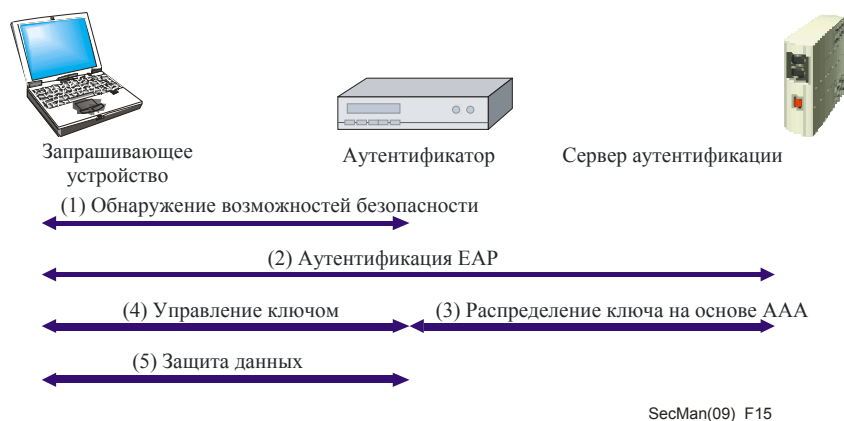 Запрашивающее
устройство
Аутентификатор
Сервер аутентификации
(1) Обнаружение возможностей безопасности
(2) Аутентификация EAP
(4) Управление ключом
(3) Распределение ключа на основе AAA
(5) Защита данных
SecMan(09)_F15